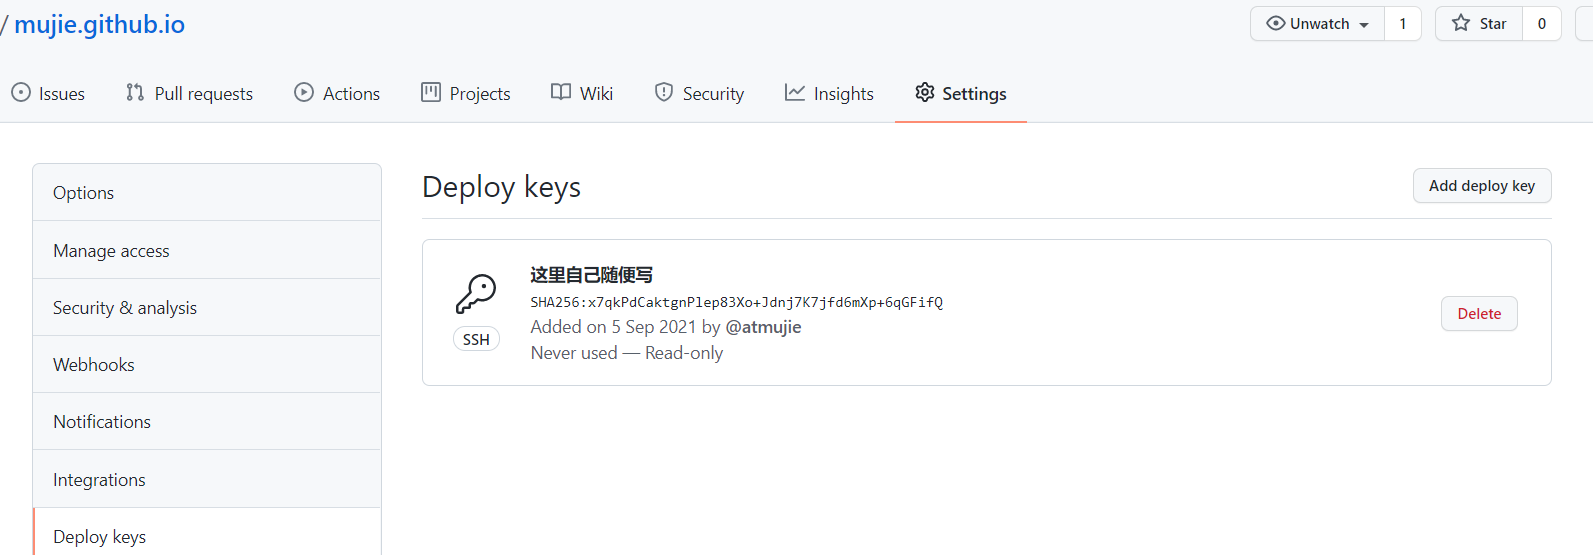 / mujie.github.io
Unwatch 1 Star 0
Issues Pull requests Actions Projects Wiki Security Insights Settings
Options
Manage access
Security & analysis
Webhooks
Notifications
Integrations
Deploy keys
Deploy keys
Add deploy key
这里自己随便写
SHA256:x7qkPdCaktgnPlep83Xo+Jdnj7K7jfd6mXp+6qGFifQ
Added on 5 Sep 2021 by @atmujie
Never used — Read-only
SSH
Delete